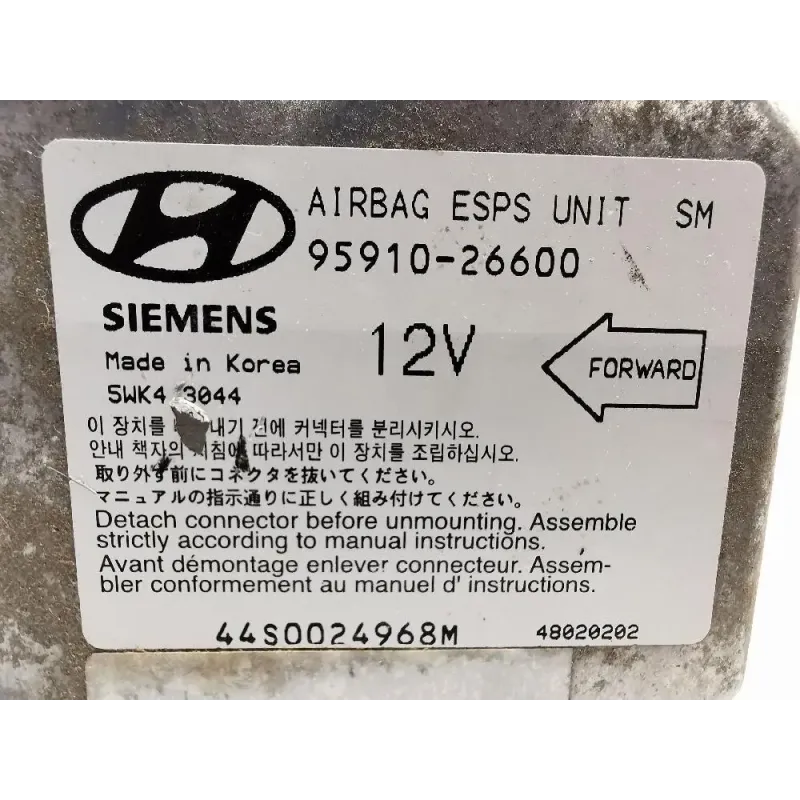 AIRBAG ESPS UNIT SM
95910-26600
SIEMENS
12V
FORWARD
Made in Korea
5WK4 3044
이 장치를 전에 커넥터를 분리시키시오.
안내 책자의 따라서만 이 장치를 조립하십시오.
取り外す前にコネクタを抜いてください。
マニュアルの指示通りに正しく組み付けてください。
Detach connector before unmounting. Assemble
strictly according to manual instructions.
Avant démontage enlever connecteur. Assem-
bler conformement au manuel d' instructions.
44S0024968M
48020202